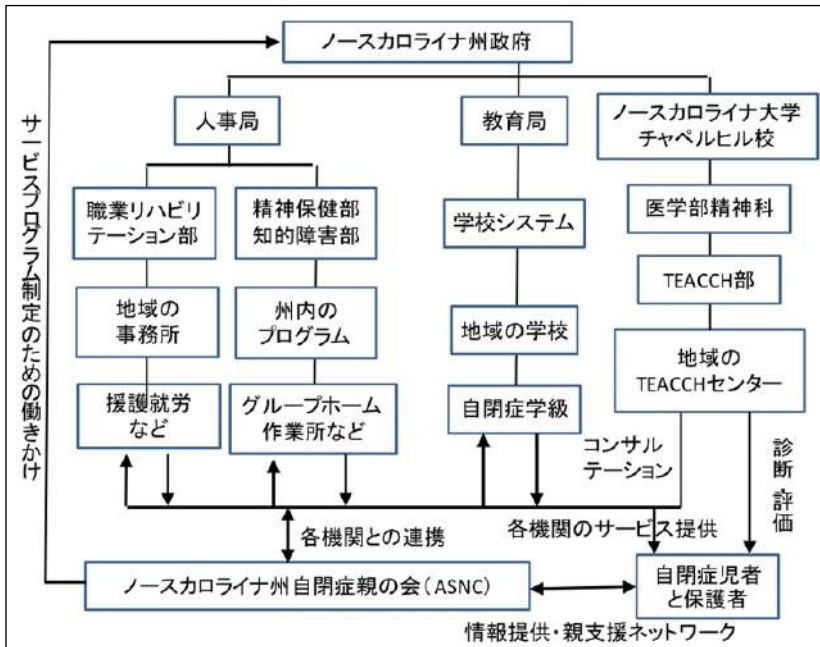 ノースカロライナ州政府
サービスプログラム制定のための働きかけ
人事局
教育局
ノースカロライナ大学
チャペルヒル校
職業リハビリ
テーション部
精神保健部
知的障害部
学校システム
医学部精神科
TEACCH部
地域の
事務所
州内の
プログラム
地域の学校
地域の
TEACCHセンター
援護就労
など
グループホーム
作業所など
自閉症学級
コンサル
テーション
診断・評価
各機関との連携
各機関のサービス提供
ノースカロライナ州自閉症親の会(ASNC)
自閉症児者
と保護者
情報提供・親支援ネットワーク